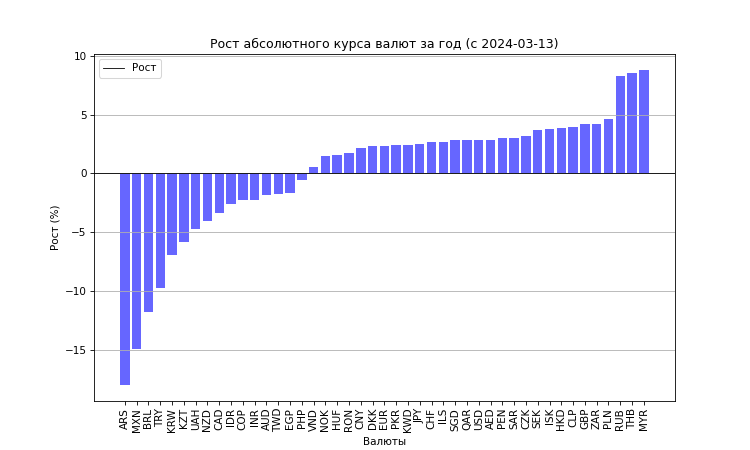 Рост абсолютного курса валют за год (с 2024-03-13)
Рост
10
5
0
−5
−10
−15
Рост (%)
ARS MXN BRL TRY KRW KZT UAH NZD CAD IDR COP INR AUD TWD EGP PHP VND NOK HUF RON CNY DKK EUR PKR KWD JPY CHF ILS SGD QAR USD AED PEN SAR CZK SEK ISK HKD CLP GBP ZAR PLN RUB THB MYR
Валюты